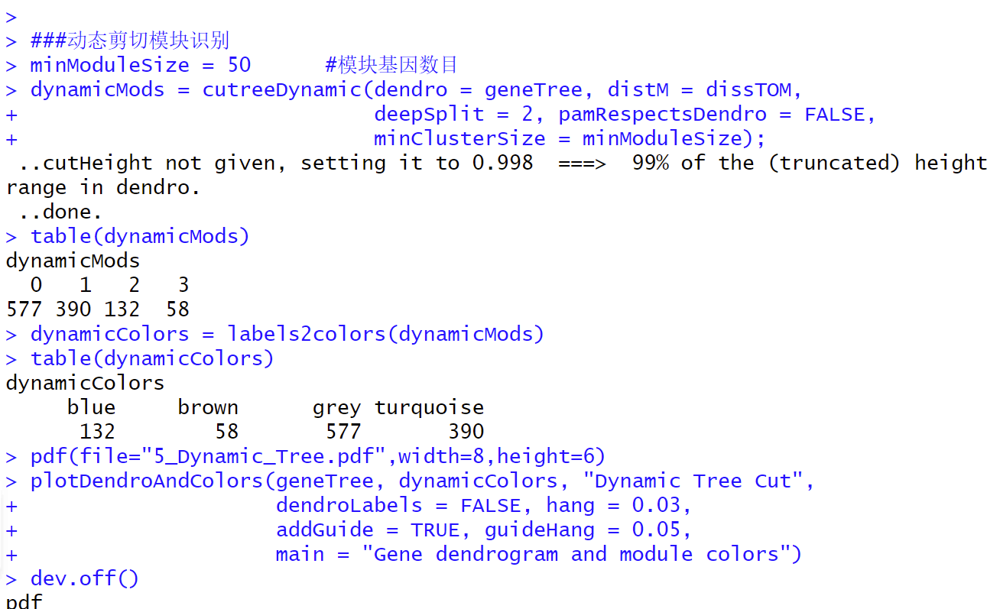 >
> ###动态剪切模块识别
> minModuleSize = 50      #模块基因数目
> dynamicMods = cutreeDynamic(dendro = geneTree, distM = dissTOM,
+                             deepSplit = 2, pamRespectsDendro = FALSE,
+                             minClusterSize = minModuleSize);
 ..cutHeight not given, setting it to 0.998  ===>  99% of the (truncated) height
range in dendro.
 ..done.
> table(dynamicMods)
dynamicMods
  0   1   2   3
577 390 132  58
> dynamicColors = labels2colors(dynamicMods)
> table(dynamicColors)
dynamicColors
     blue     brown      grey turquoise
      132        58       577       390
> pdf(file="5_Dynamic_Tree.pdf",width=8,height=6)
> plotDendroAndColors(geneTree, dynamicColors, "Dynamic Tree Cut",
+                     dendroLabels = FALSE, hang = 0.03,
+                     addGuide = TRUE, guideHang = 0.05,
+                     main = "Gene dendrogram and module colors")
> dev.off()
pdf